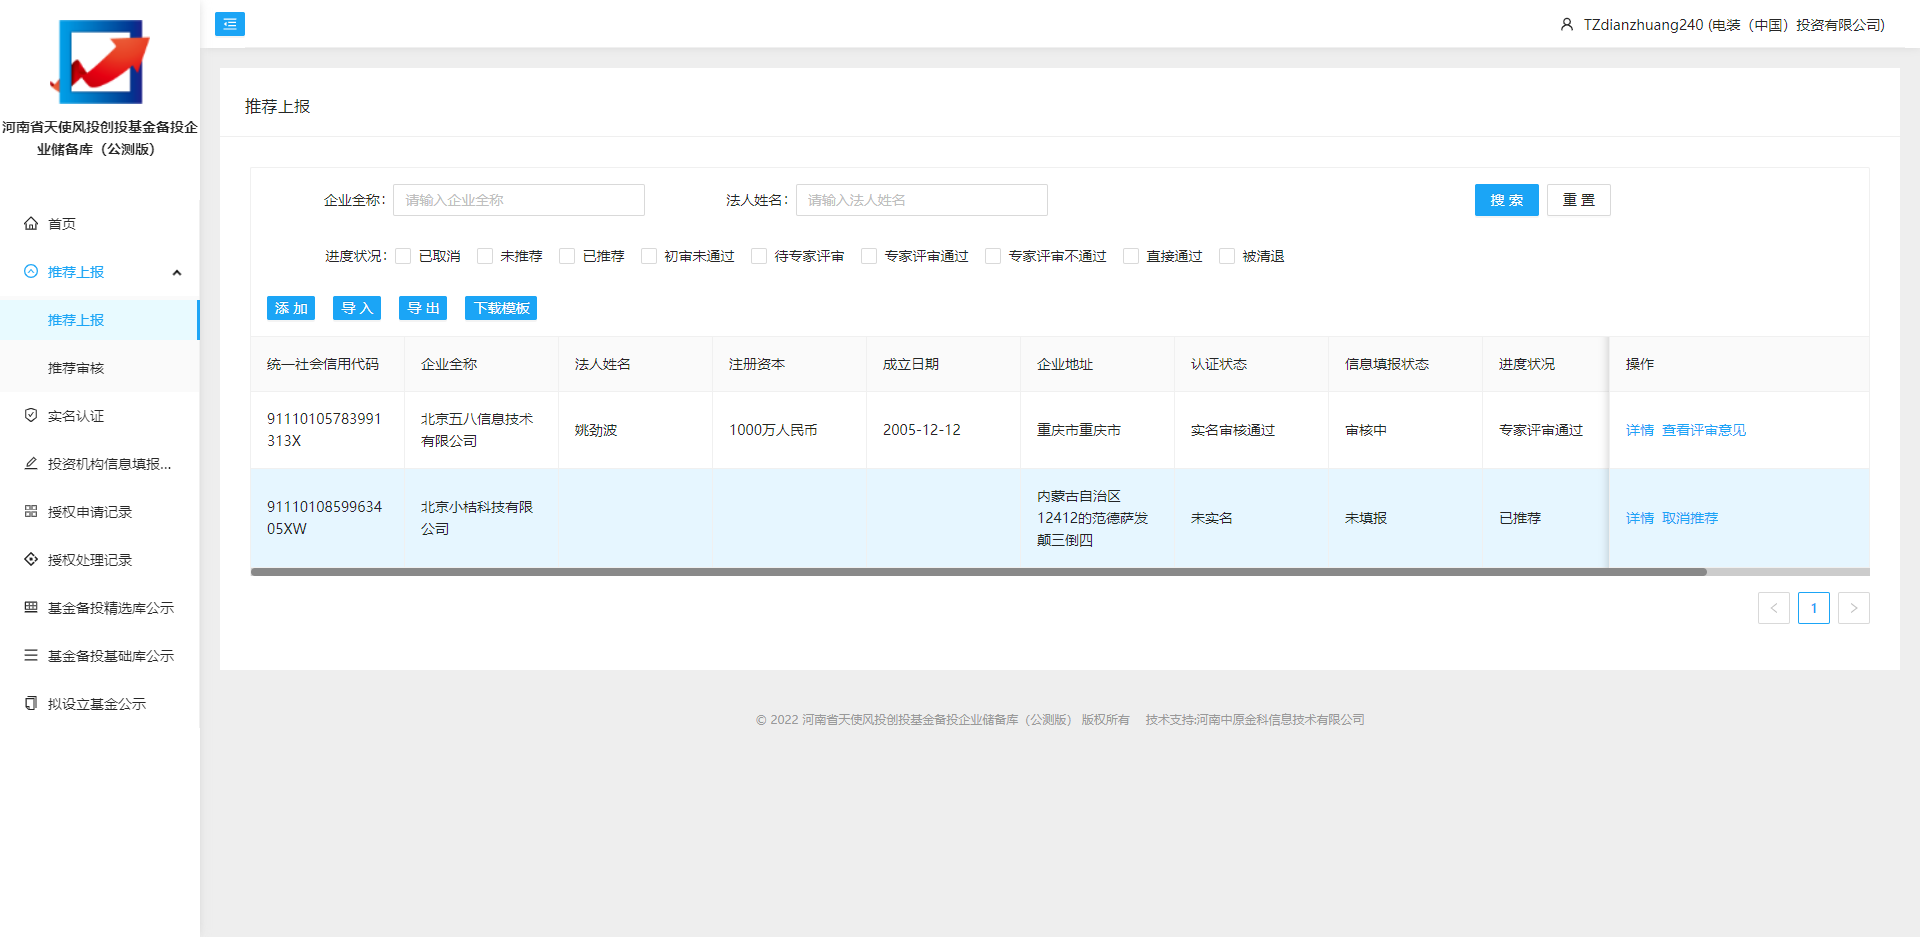 河南省天使风投创投基金备投企
业储备库（公测版）
首页
推荐上报
推荐上报
推荐审核
实名认证
投资机构信息填报...
授权申请记录
授权处理记录
基金备投精选库公示
基金备投基础库公示
拟设立基金公示
TZdianzhuang240 (电装（中国）投资有限公司)
推荐上报
企业全称： 请输入企业全称 法人姓名： 请输入法人姓名 搜 索 重 置
进度状况： 已取消 未推荐 已推荐 初审未通过 待专家评审 专家评审通过 专家评审不通过 直接通过 被清退
添 加 导 入 导 出 下载模板
统一社会信用代码 企业全称 法人姓名 注册资本 成立日期 企业地址 认证状态 信息填报状态 进度状况 操作
91110105783991
313X
北京五八信息技术
有限公司
姚劲波 1000万人民币 2005-12-12 重庆市重庆市 实名审核通过 审核中 专家评审通过 详情 查看评审意见
91110108599634
05XW
北京小桔科技有限
公司
内蒙古自治区
12412的范德萨发
颠三倒四
未实名 未填报 已推荐 详情 取消推荐
< 1 >
© 2022 河南省天使风投创投基金备投企业储备库（公测版） 版权所有 技术支持:河南中原金科信息技术有限公司